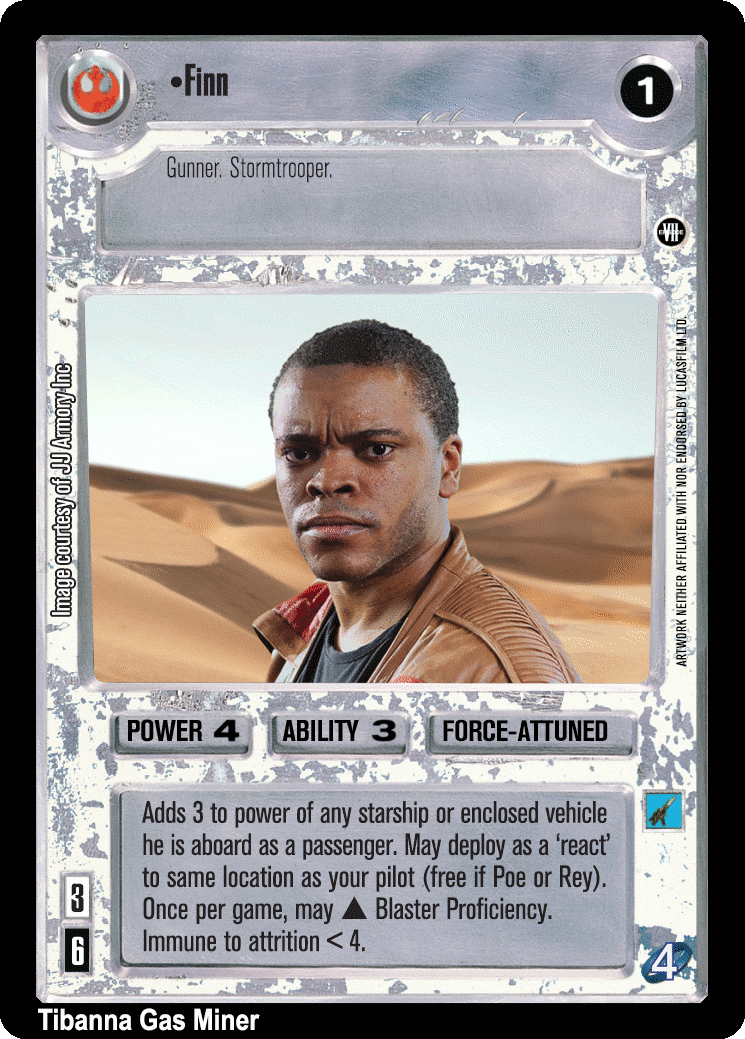 •Finn
1
Gunner. Stormtrooper.
EPISODE
VII
Image courtesy of JJ Armory Inc
ARTWORK NEITHER AFFILIATED WITH NOR ENDORSED BY LUCASFILM LTD.
POWER 4
ABILITY 3
FORCE-ATTUNED
Adds 3 to power of any starship or enclosed vehicle
he is aboard as a passenger. May deploy as a ‘react’
to same location as your pilot (free if Poe or Rey).
Once per game, may ▲ Blaster Proficiency.
Immune to attrition < 4.
3
6
4
Tibanna Gas Miner